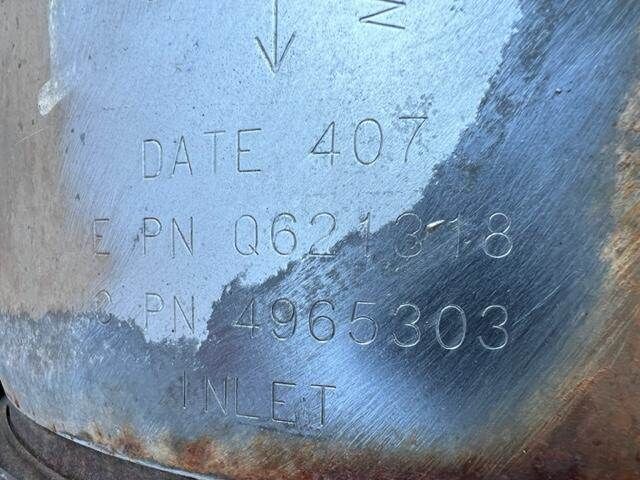 DATE 407
E PN Q621318
C PN 4965303
INLET